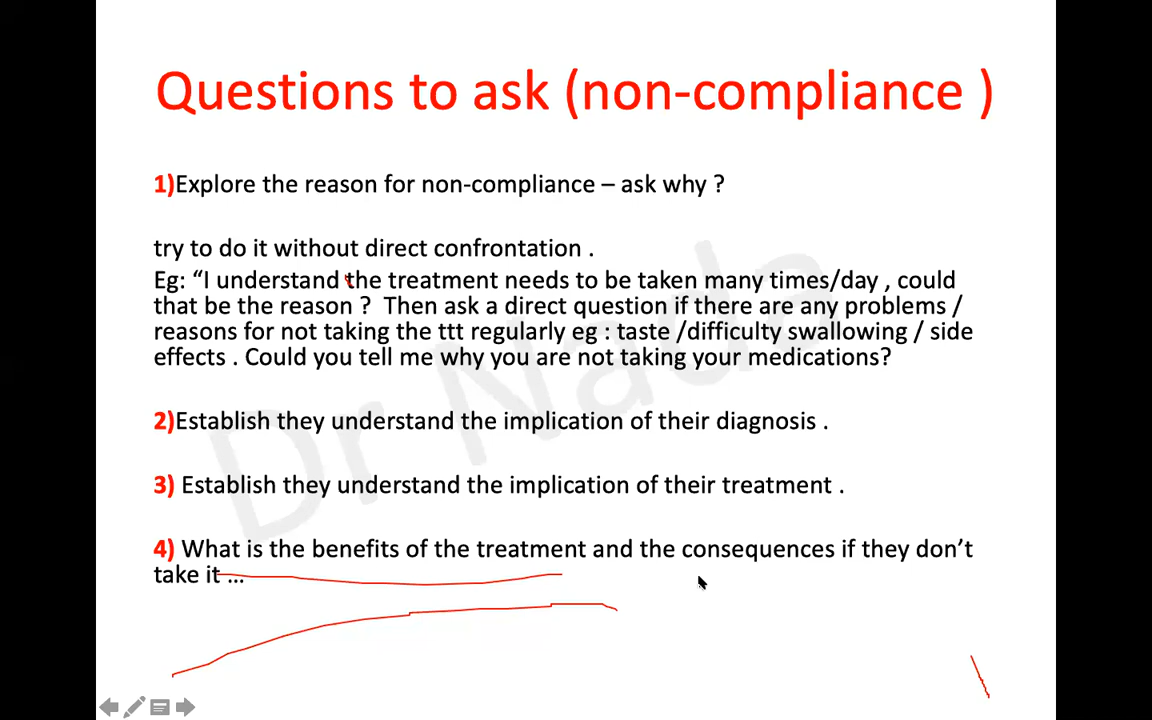 Questions to ask (non-compliance )
1)Explore the reason for non-compliance – ask why ?
try to do it without direct confrontation .
Eg: “I understand the treatment needs to be taken many times/day , could
that be the reason ?  Then ask a direct question if there are any problems /
reasons for not taking the ttt regularly eg : taste /difficulty swallowing / side
effects . Could you tell me why you are not taking your medications?
2)Establish they understand the implication of their diagnosis .
3) Establish they understand the implication of their treatment .
4) What is the benefits of the treatment and the consequences if they don’t
take it ...
Dr Nada